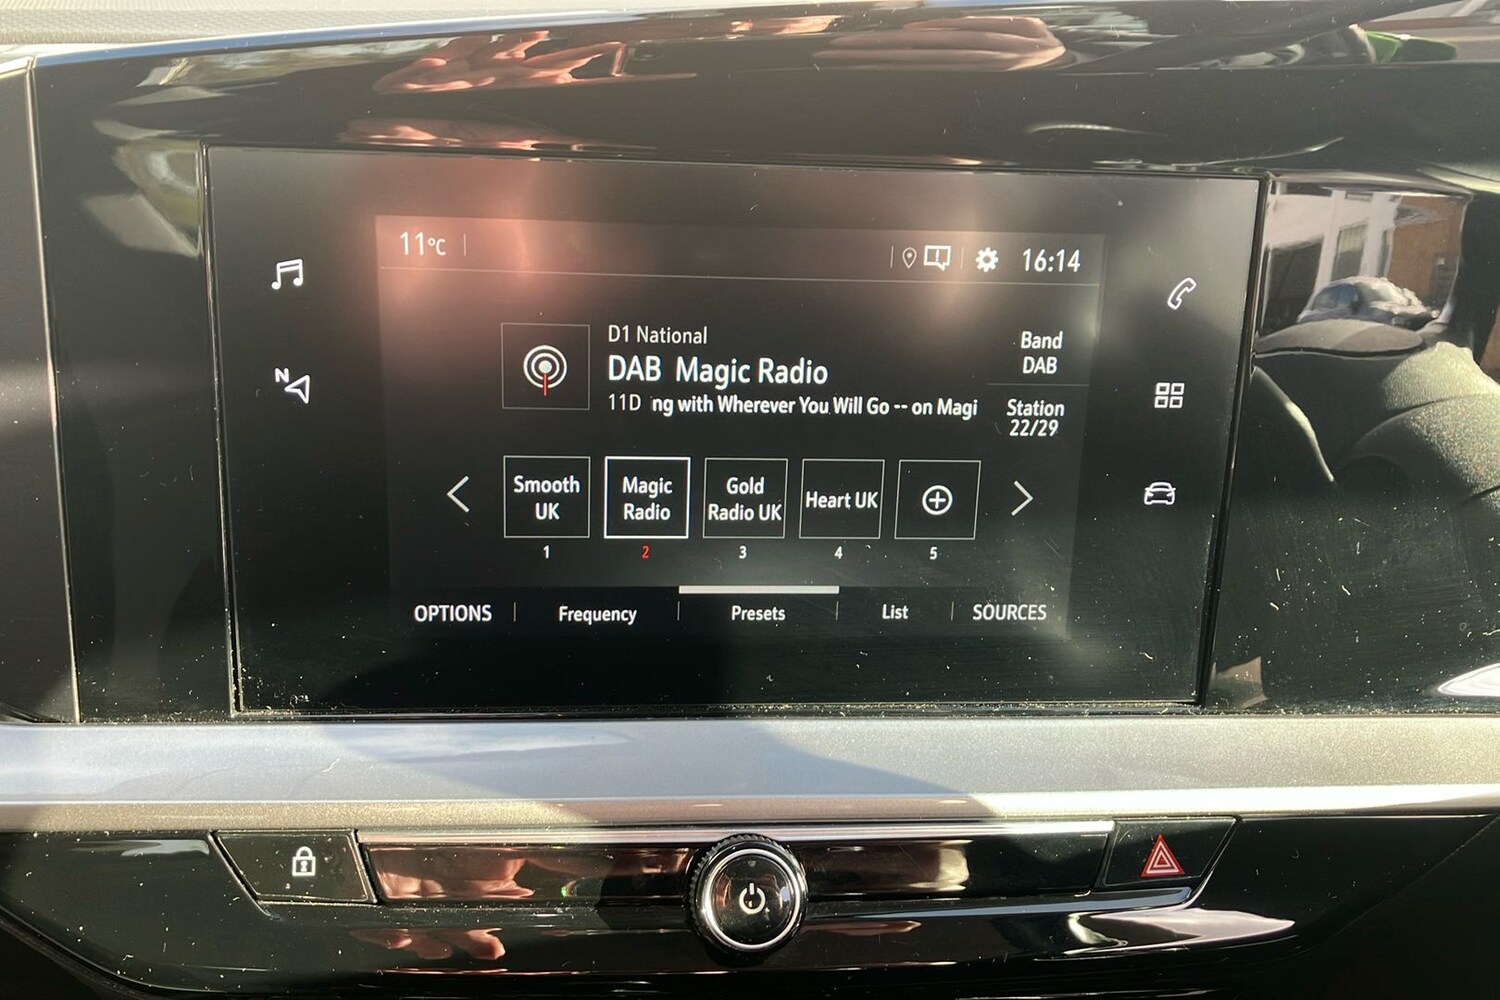 11°C
16:14
N
D1 National
DAB Magic Radio
11D ng with Wherever You Will Go -- on Magi
Band
DAB
Station
22/29
Smooth
UK
Magic
Radio
Gold
Radio UK
Heart UK
1
2
3
4
5
OPTIONS
Frequency
Presets
List
SOURCES